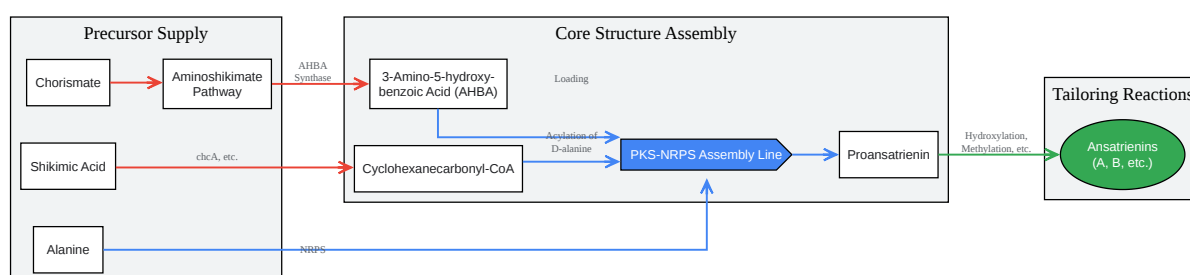 Precursor Supply
Chorismate
Aminoshikimate
Pathway
Shikimic Acid
Alanine
AHBA
Synthase
chcA, etc.
NRPS
Core Structure Assembly
3-Amino-5-hydroxy-
benzoic Acid (AHBA)
Loading
Acylation of
D-alanine
Cyclohexanecarbonyl-CoA
PKS-NRPS Assembly Line
Proansatrienin
Hydroxylation,
Methylation, etc.
Tailoring Reactions
Ansatrienins
(A, B, etc.)